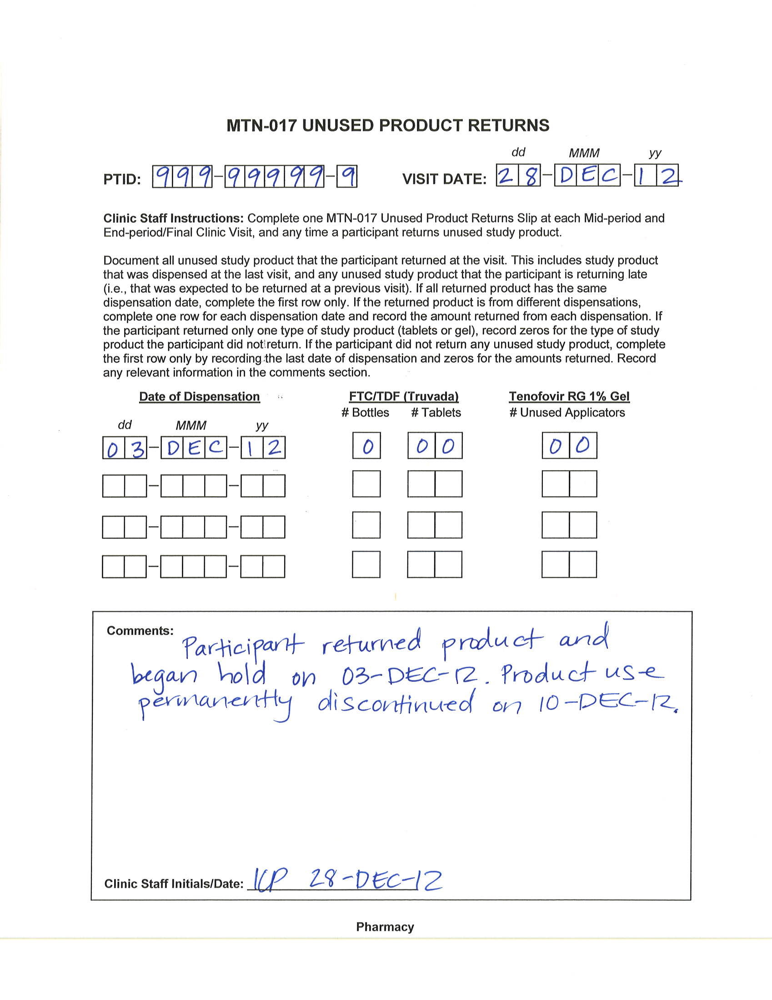 MTN-017 UNUSED PRODUCT RETURNS
dd MMM yy
PTID: 999-99999-9 VISIT DATE: 28-DEC-12
Clinic Staff Instructions: Complete one MTN-017 Unused Product Returns Slip at each Mid-period and
End-period/Final Clinic Visit, and any time a participant returns unused study product.
Document all unused study product that the participant returned at the visit. This includes study product
that was dispensed at the last visit, and any unused study product that the participant is returning late
(i.e., that was expected to be returned at a previous visit). If all returned product has the same
dispensation date, complete the first row only. If the returned product is from different dispensations,
complete one row for each dispensation date and record the amount returned from each dispensation. If
the participant returned only one type of study product (tablets or gel), record zeros for the type of study
product the participant did not return. If the participant did not return any unused study product, complete
the first row only by recording the last date of dispensation and zeros for the amounts returned. Record
any relevant information in the comments section.
Date of Dispensation FTC/TDF (Truvada) Tenofovir RG 1% Gel
# Bottles # Tablets # Unused Applicators
dd MMM yy
03-DEC-12 0 00 00
Comments: Participant returned product and
began hold on 03-DEC-12. Product use
permanently discontinued on 10-DEC-12.
Clinic Staff Initials/Date: KP 28-DEC-12
Pharmacy